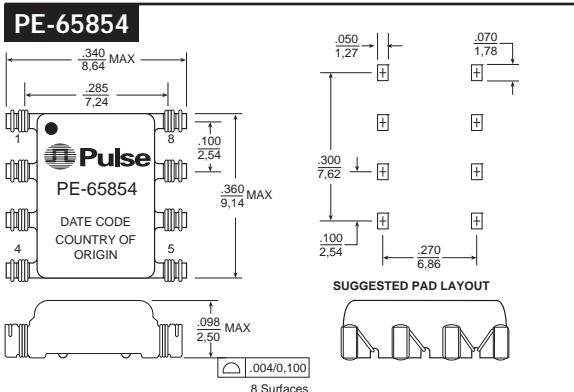 PE-65854
.340
8,64 MAX
.285
7,24
1
8
.100
2,54
Pulse
PE-65854
.360
9,14 MAX
DATE CODE
COUNTRY OF
ORIGIN
4
5
.098
2,50 MAX
.004/0,100
8 Surfaces
.050
1,27
.070
1,78
.300
7,62
.100
2,54
.270
6,86
SUGGESTED PAD LAYOUT